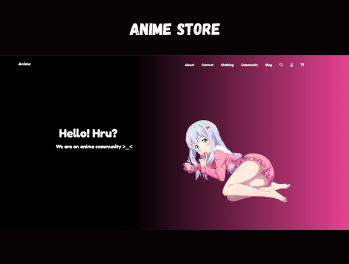 ANIME STORE
Anime
About Contact Clothing Community Blog
Hello! Hru?
We are an anime community >_<